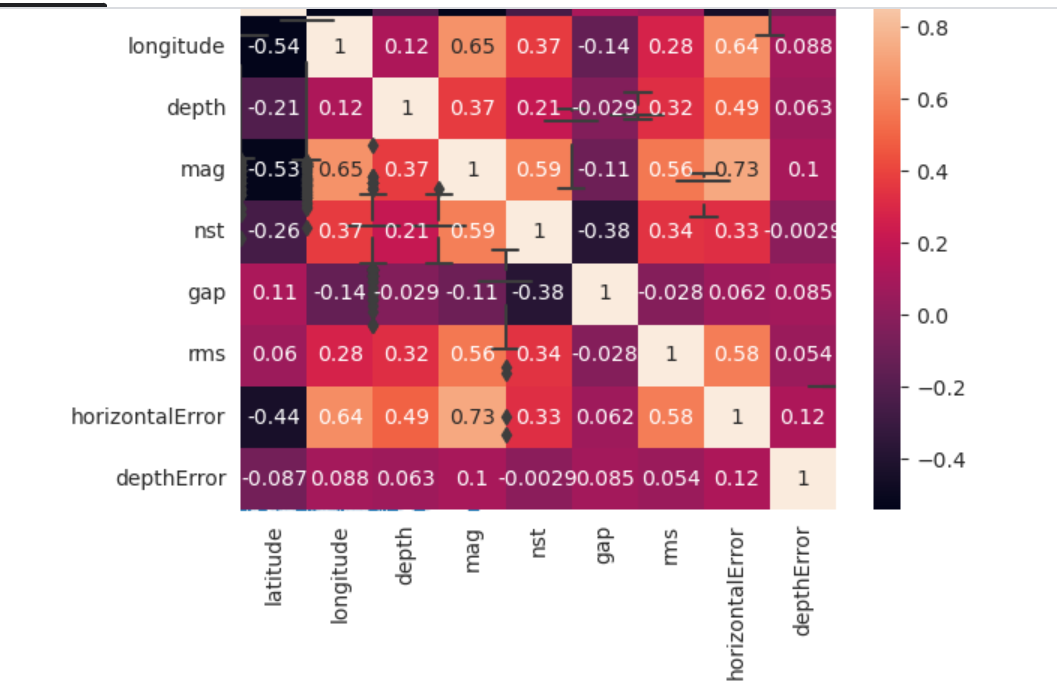 longitude -0.54 1 0.12 0.65 0.37 -0.14 0.28 0.64 0.088
depth -0.21 0.12 1 0.37 0.21 -0.029 0.32 0.49 0.063
mag -0.53 0.65 0.37 1 0.59 -0.11 0.56 0.73 0.1
nst -0.26 0.37 0.21 0.59 1 -0.38 0.34 0.33 -0.0029
gap 0.11 -0.14 -0.029 -0.11 -0.38 1 -0.028 0.062 0.085
rms 0.06 0.28 0.32 0.56 0.34 -0.028 1 0.58 0.054
horizontalError -0.44 0.64 0.49 0.73 0.33 0.062 0.58 1 0.12
depthError -0.087 0.088 0.063 0.1 -0.0029 0.085 0.054 0.12 1
latitude
longitude
depth
mag
nst
gap
rms
horizontalError
depthError
0.8
0.6
0.4
0.2
0.0
−0.2
−0.4